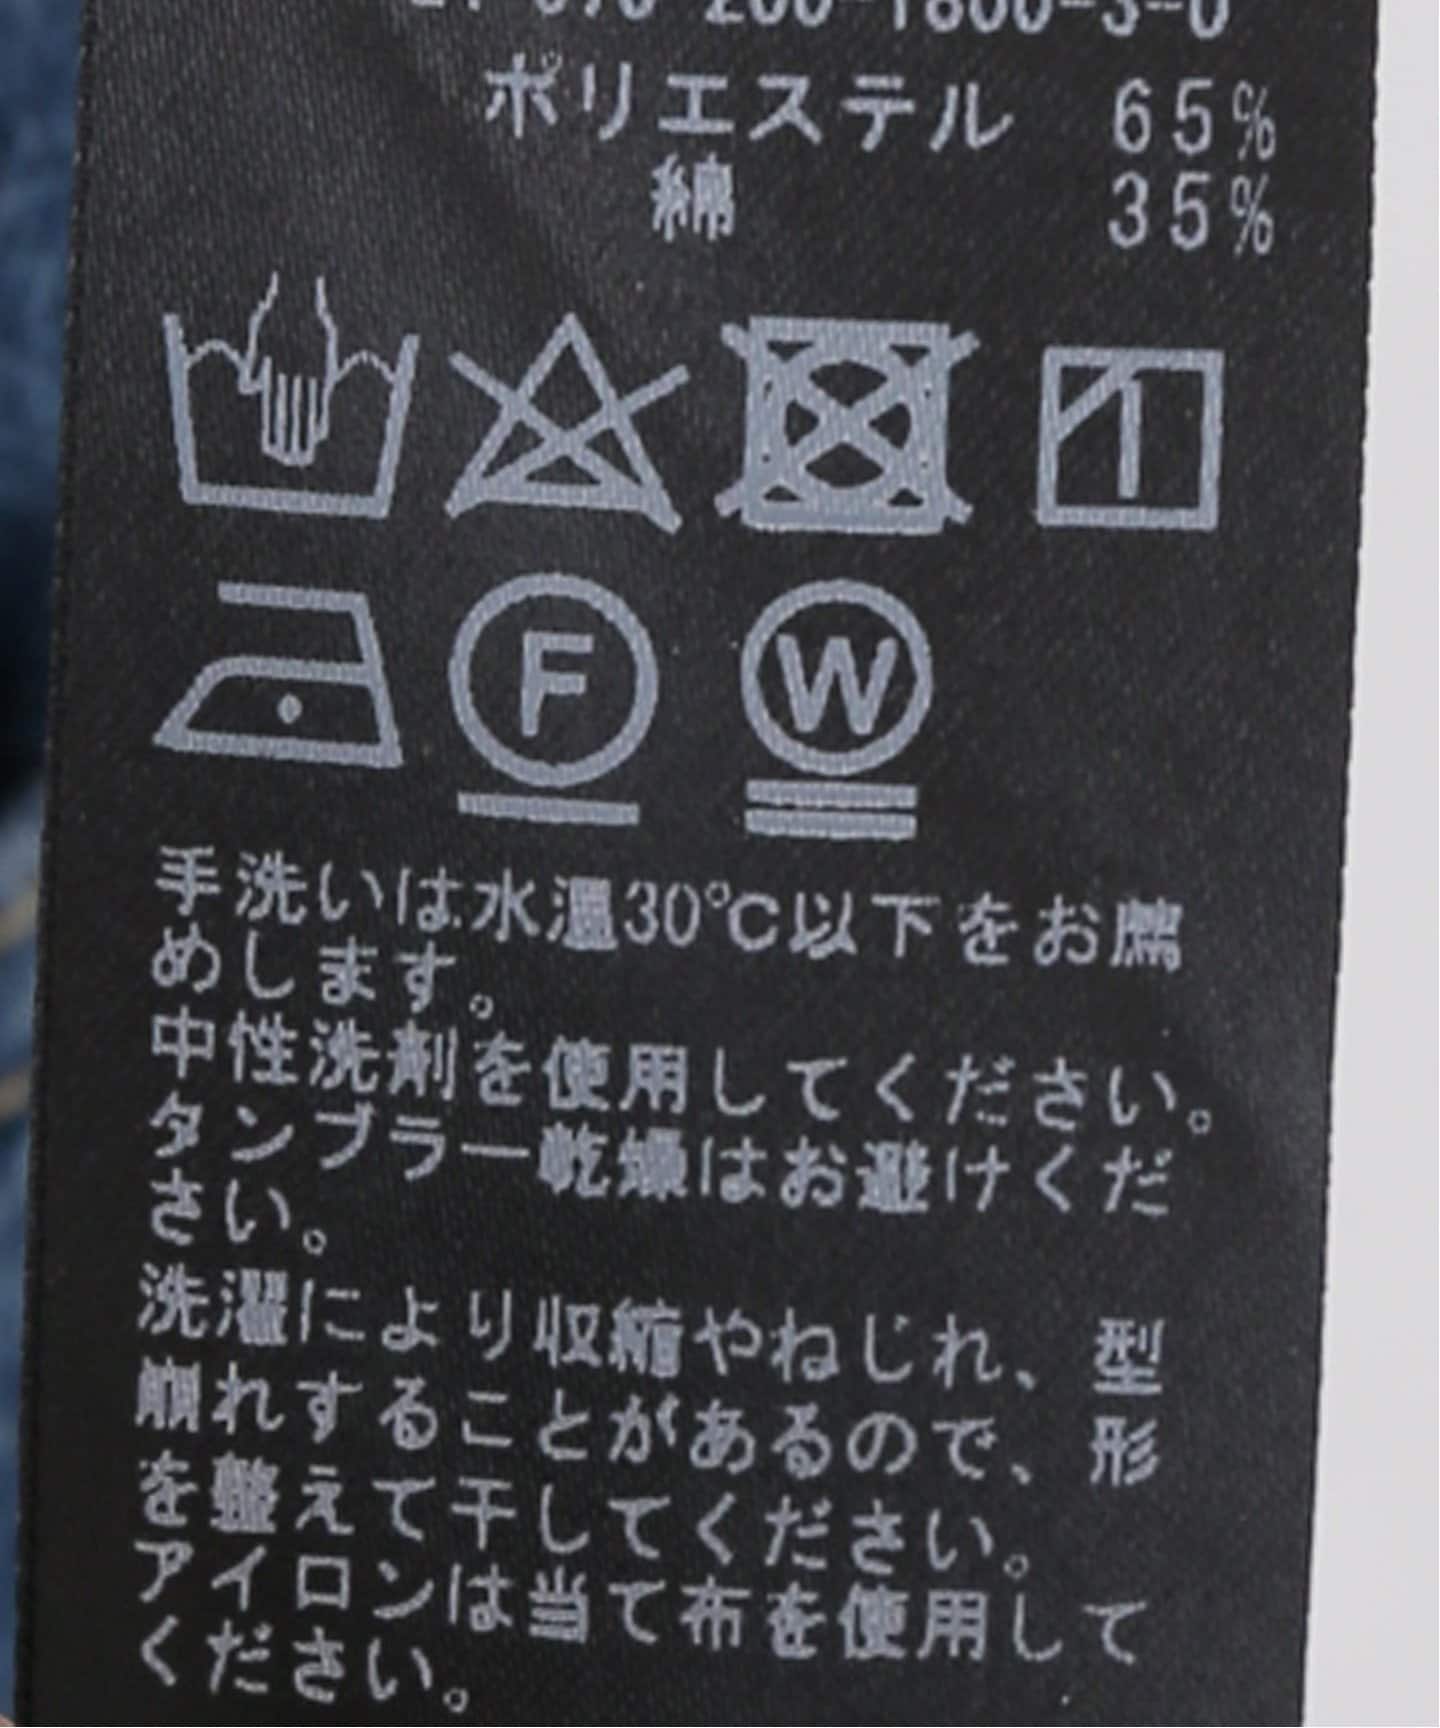 ポリエステル 65%
綿 35%
F
W
手洗いは水温30℃以下をお薦
めします。
中性洗剤を使用してください。
タンブラー乾燥はお避けくだ
さい。
洗濯により収縮やねじれ、型
崩れすることがあるので、形
を整えて干してください。
アイロンは当て布を使用して
ください。